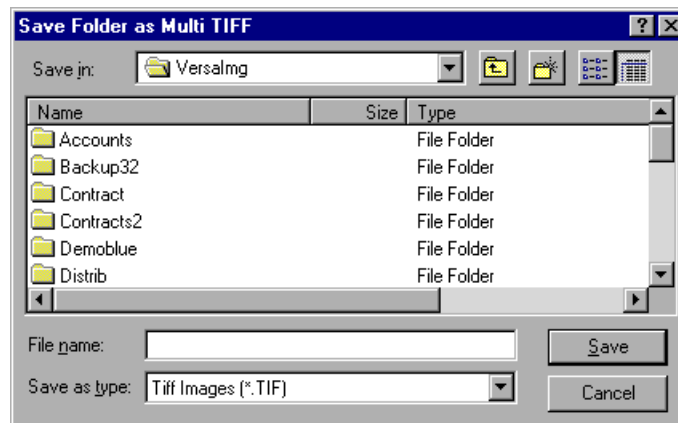 Save Folder as Multi TIFF
Save in: VersaImg
Name Size Type
Accounts File Folder
Backup32 File Folder
Contract File Folder
Contracts2 File Folder
Demoblue File Folder
Distrib File Folder
File name: Save
Save as type: Tiff Images (*.TIF) Cancel